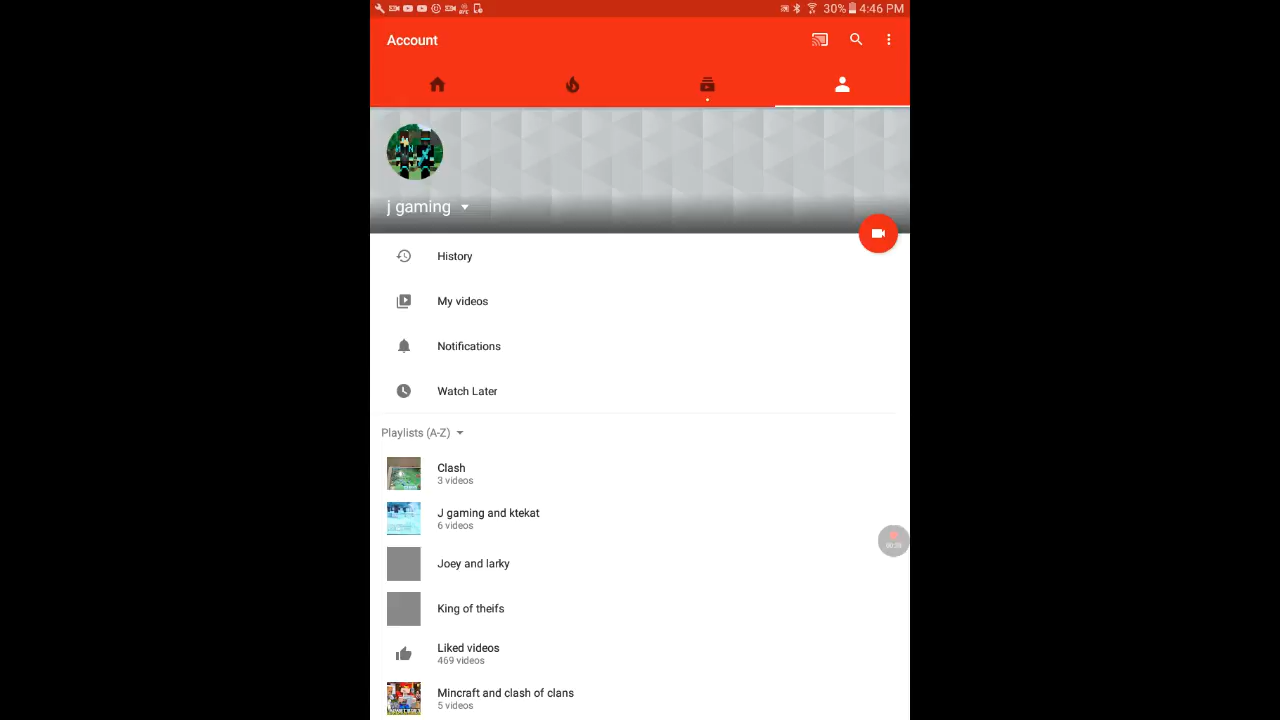 30% 4:46 PM
Account
j gaming
History
My videos
Notifications
Watch Later
Playlists (A-Z)
Clash
3 videos
J gaming and ktekat
6 videos
Joey and larky
King of theifs
Liked videos
469 videos
Mincraft and clash of clans
5 videos